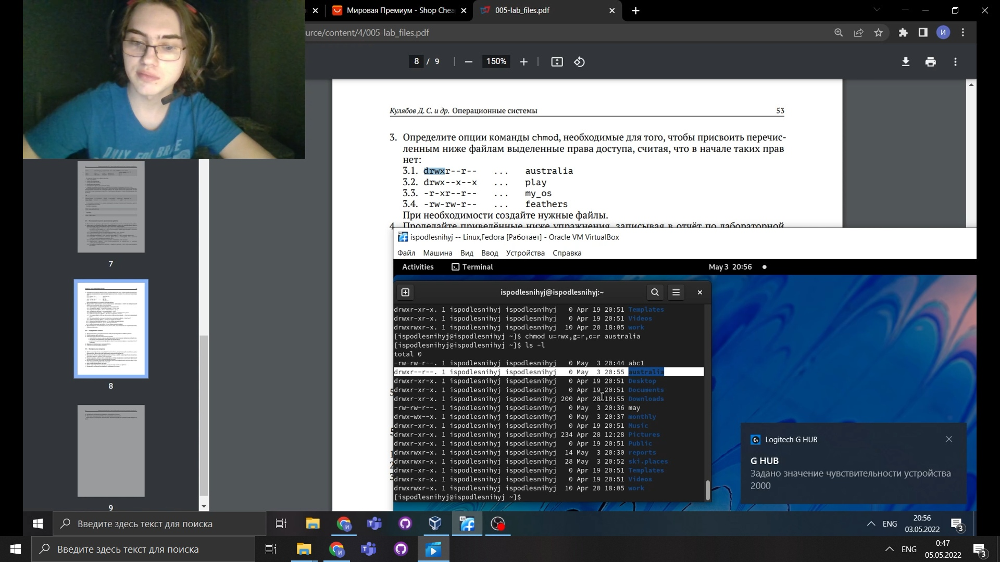 Мировая Премиум - Shop Chea
005-lab_files.pdf
urce/content/4/005-lab_files.pdf
И
8 / 9
150%
Кулябов Д. С. и др. Операционные системы 53
3. Определите опции команды chmod, необходимые для того, чтобы присвоить перечис-
ленным ниже файлам выделенные права доступа, считая, что в начале таких прав
нет:
3.1. drwxr--r-- ... australia
3.2. drwx--x--x ... play
3.3. -r-xr--r-- ... my_os
3.4. -rw-rw-r-- ... feathers
При необходимости создайте нужные файлы.
4 Проделайте приведённые ниже упражнения, записывая в отчёт по лабораторной
7
8
9
ispodlesnihyj -- Linux,Fedora [Работает] - Oracle VM VirtualBox
Файл Машина Вид Ввод Устройства Справка
Activities Terminal May 3 20:56
ispodlesnihyj@ispodlesnihyj:~
drwxr-xr-x. 1 ispodlesnihyj ispodlesnihyj 0 Apr 19 20:51 Templates
drwxr-xr-x. 1 ispodlesnihyj ispodlesnihyj 0 Apr 19 20:51 Videos
drwxrwxr-x. 1 ispodlesnihyj ispodlesnihyj 10 Apr 20 18:05 work
[ispodlesnihyj@ispodlesnihyj ~]$ chmod u=rwx,g=r,o=r australia
[ispodlesnihyj@ispodlesnihyj ~]$ ls -l
total 0
-rw-rw-r--. 1 ispodlesnihyj ispodlesnihyj 0 May 3 20:44 abc1
drwxr--r--. 1 ispodlesnihyj ispodlesnihyj 0 May 3 20:55 australia
drwxr-xr-x. 1 ispodlesnihyj ispodlesnihyj 0 Apr 19 20:51 Desktop
drwxr-xr-x. 1 ispodlesnihyj ispodlesnihyj 0 Apr 19 20:51 Documents
drwxr-xr-x. 1 ispodlesnihyj ispodlesnihyj 200 Apr 28 10:55 Downloads
-rw-rw-r--. 1 ispodlesnihyj ispodlesnihyj 0 May 3 20:36 may
drwx-wx--x. 1 ispodlesnihyj ispodlesnihyj 0 May 3 20:37 monthly
drwxr-xr-x. 1 ispodlesnihyj ispodlesnihyj 0 Apr 19 20:51 Music
drwxr-xr-x. 1 ispodlesnihyj ispodlesnihyj 234 Apr 28 12:28 Pictures
drwxr-xr-x. 1 ispodlesnihyj ispodlesnihyj 0 Apr 19 20:51 Public
drwxrwxr-x. 1 ispodlesnihyj ispodlesnihyj 14 May 3 20:30 reports
drwxrwxr-x. 1 ispodlesnihyj ispodlesnihyj 28 May 3 20:52 ski.places
drwxr-xr-x. 1 ispodlesnihyj ispodlesnihyj 0 Apr 19 20:51 Templates
drwxr-xr-x. 1 ispodlesnihyj ispodlesnihyj 0 Apr 19 20:51 Videos
drwxrwxr-x. 1 ispodlesnihyj ispodlesnihyj 10 Apr 20 18:05 work
[ispodlesnihyj@ispodlesnihyj ~]$
Logitech G HUB
G HUB
Задано значение чувствительности устройства
2000
Введите здесь текст для поиска
ENG
20:56
03.05.2022
3
Введите здесь текст для поиска
ENG
0:47
05.05.2022
3